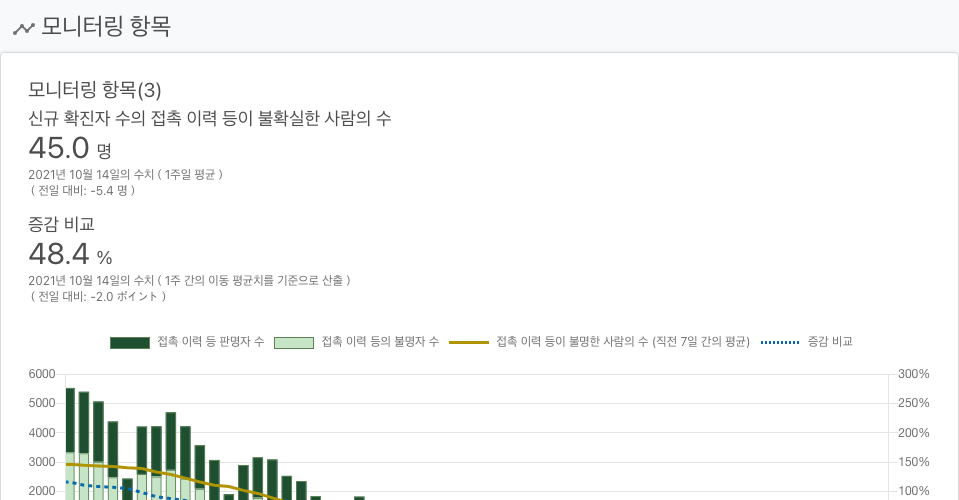 모니터링 항목
모니터링 항목(3)
신규 확진자 수의 접촉 이력 등이 불확실한 사람의 수
45.0 명
2021년 10월 14일의 수치 ( 1주일 평균 )
( 전일 대비: -5.4 명 )
증감 비교
48.4 %
2021년 10월 14일의 수치 ( 1주 간의 이동 평균치를 기준으로 산출 )
( 전일 대비: -2.0 ポイント )
접촉 이력 등 판명자 수 접촉 이력 등의 불명자 수 접촉 이력 등이 불명한 사람의 수 (직전 7일 간의 평균) 증감 비교
6000 300%
5000 250%
4000 200%
3000 150%
2000 100%